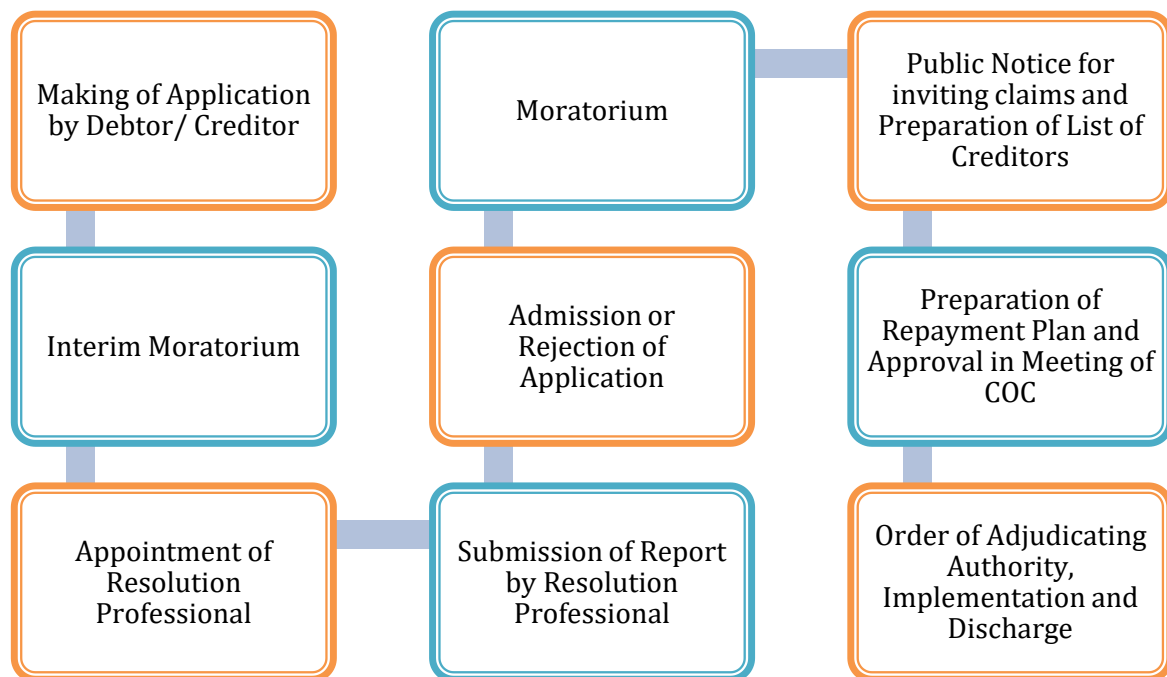 Making of Application
by Debtor/ Creditor
Interim Moratorium
Appointment of
Resolution
Professional
Submission of Report
by Resolution
Professional
Admission or
Rejection of
Application
Moratorium
Public Notice for
inviting claims and
Preparation of List of
Creditors
Preparation of
Repayment Plan and
Approval in Meeting of
COC
Order of Adjudicating
Authority,
Implementation and
Discharge